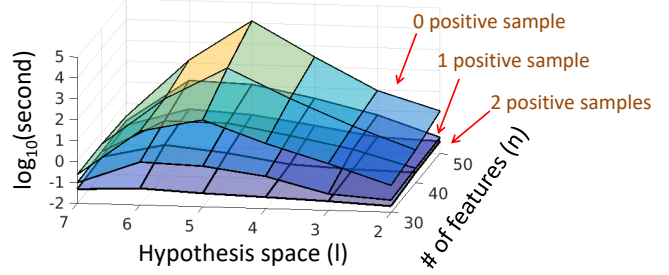 0 positive sample
1 positive sample
2 positive samples
5
4
3
2
1
0
-1
-2
log10(second)
7
6
5
4
3
2
Hypothesis space (l)
30
40
50
# of features (n)